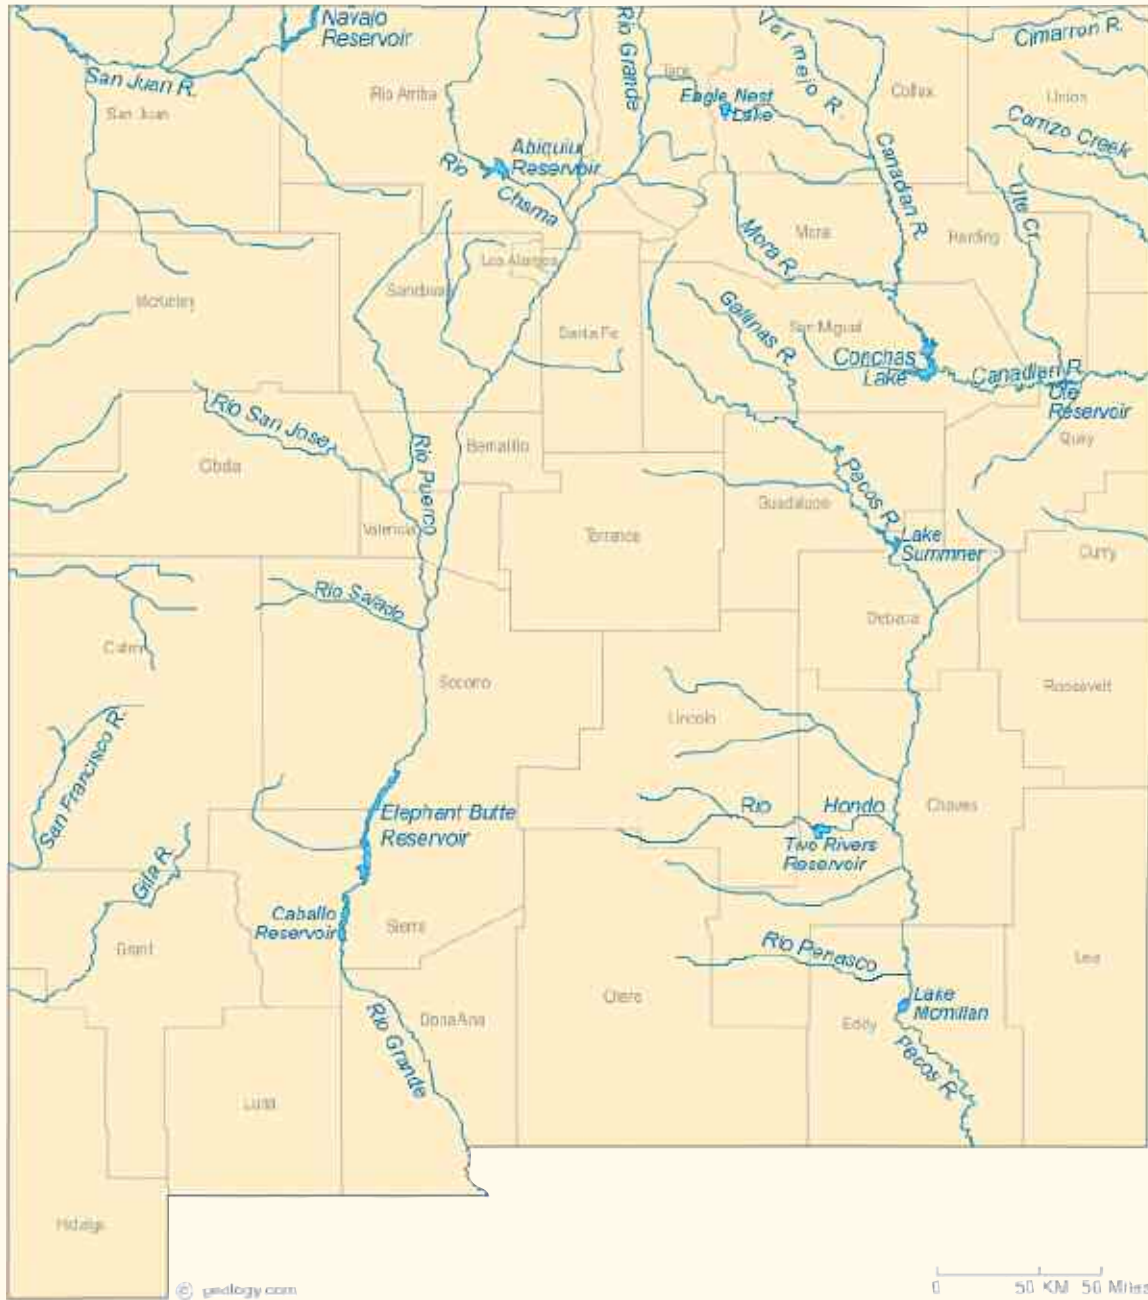 Navajo
Reservoir
San Juan R.
San Juan
Rio Arriba
Rio Grande
Taos
Vermejo R.
Eagle Nest
Lake
Colfax
Cimarron R.
Union
Corrizo Creek
Abiquiu
Reservoir
Rio
Chama
Canadian R.
Ute Cr.
Mora
Mora R.
Harding
Los Alamos
Sandoval
McKinley
Santa Fe
Gallinas R.
San Miguel
Conchas
Lake
Canadian R.
Ute
Reservoir
Quay
Rio San Jose
Cibola
Rio Puerco
Bernalillo
Valencia
Torrance
Pecos R.
Guadaloupe
Lake
Summner
Curry
Rio Salado
Catron
Debaca
Socorro
Roosevelt
Lincoln
San Francisco R.
Elephant Butte
Reservoir
Rio
Hondo
Two Rivers
Reservoir
Chaves
Gila R.
Caballo
Reservoir
Sierra
Grant
Rio Penasco
Lea
Otero
Lake
Mcmillan
Eddy
Rio Grande
Dona Ana
Pecos R.
Luna
Hidalgo
© geology.com
0 50 KM 50 Miles